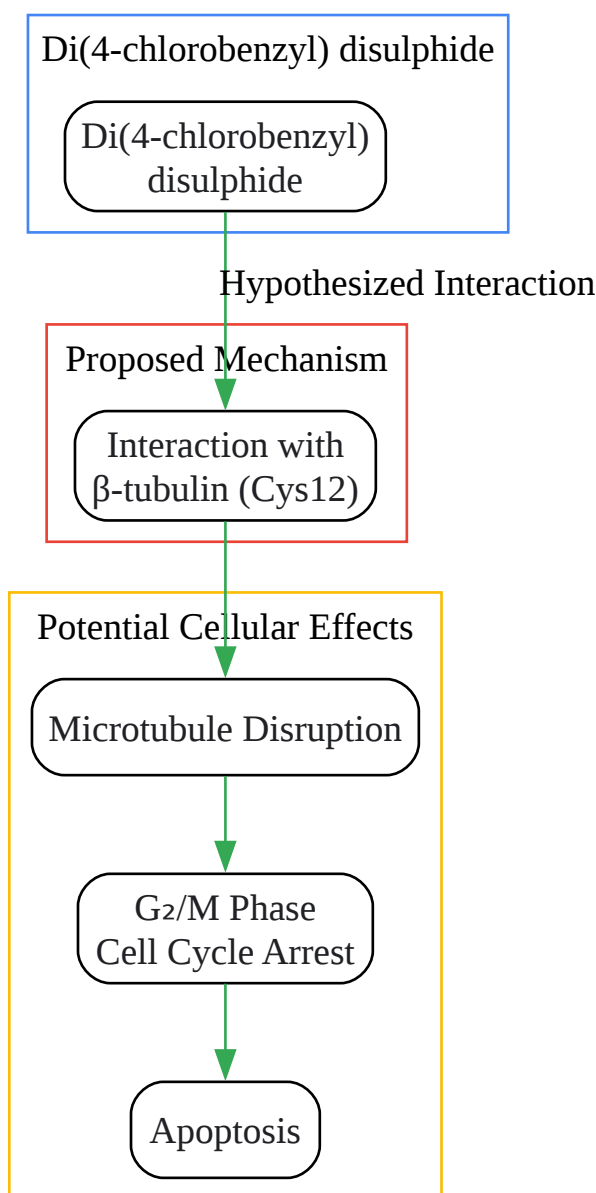 Di(4-chlorobenzyl) disulphide
Di(4-chlorobenzyl)
disulphide
Hypothesized Interaction
Proposed Mechanism
Interaction with
β-tubulin (Cys12)
Potential Cellular Effects
Microtubule Disruption
G₂/M Phase
Cell Cycle Arrest
Apoptosis